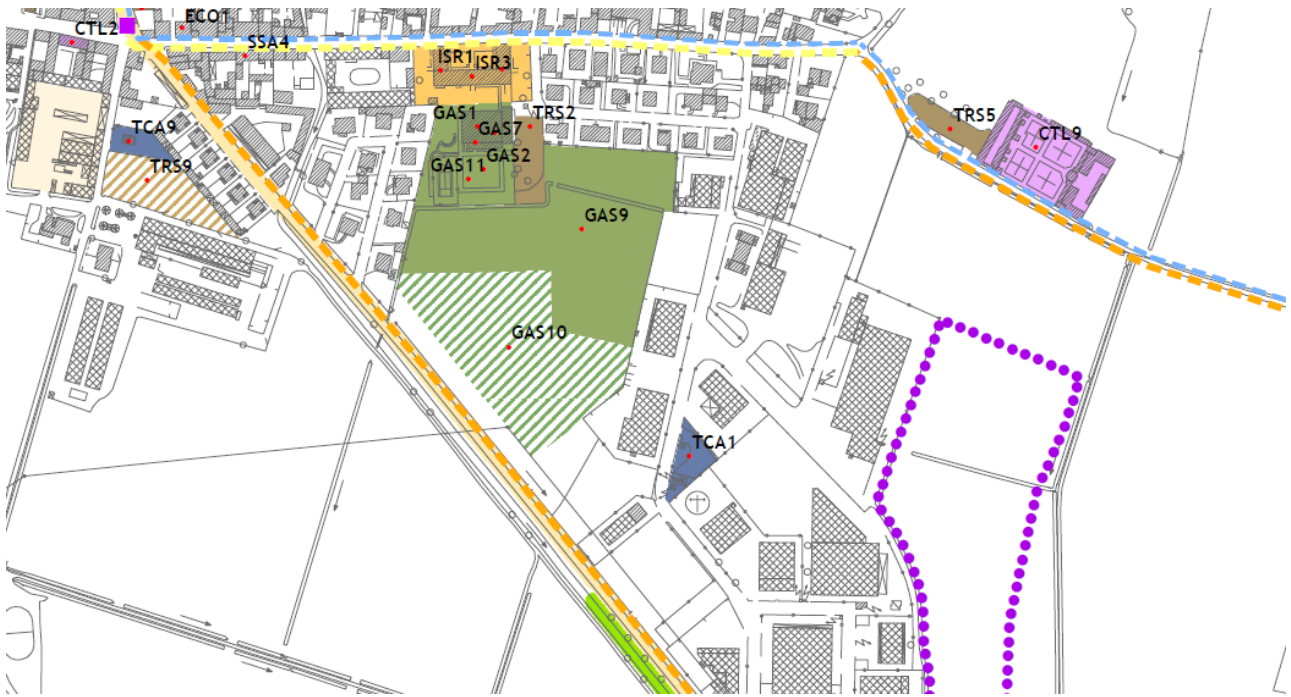 ECO1
CTL2
SSA4
ISR1
ISR3
GAS1
TRS2
GAS7
TRS5
CTL9
TCA9
GAS2
TRS9
GAS11
GAS9
GAS10
TCA1